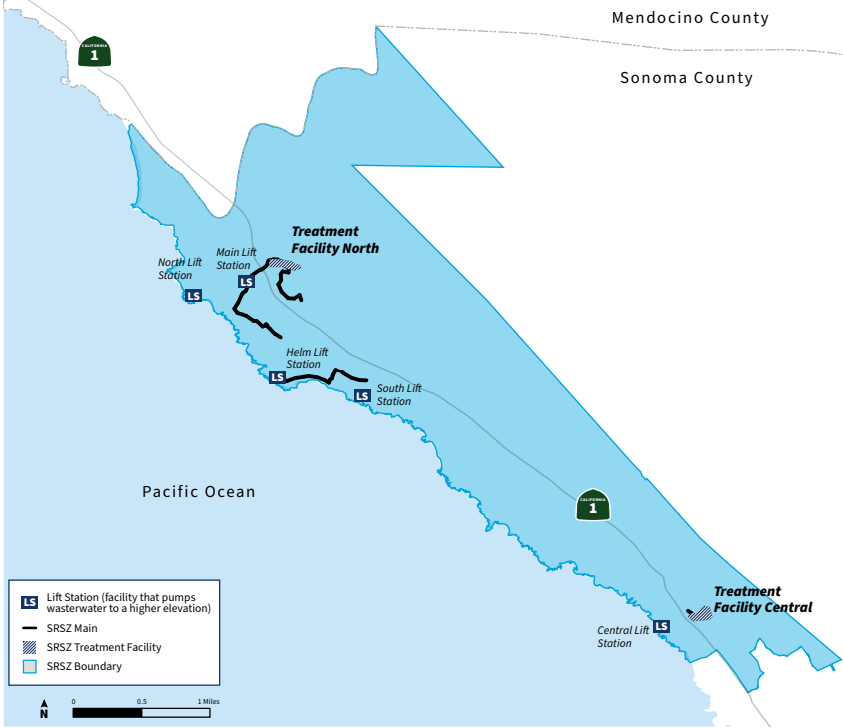 Mendocino County
CALIFORNIA
1
Sonoma County
Treatment
Facility North
Main Lift
Station
North Lift
Station
LS
LS
Helm Lift
Station
LS
South Lift
Station
LS
Pacific Ocean
CALIFORNIA
1
Treatment
Facility Central
Central Lift
Station
LS
LS
Lift Station (facility that pumps
wasterwater to a higher elevation)
SRSZ Main
SRSZ Treatment Facility
SRSZ Boundary
N
0
0.5
1 Miles